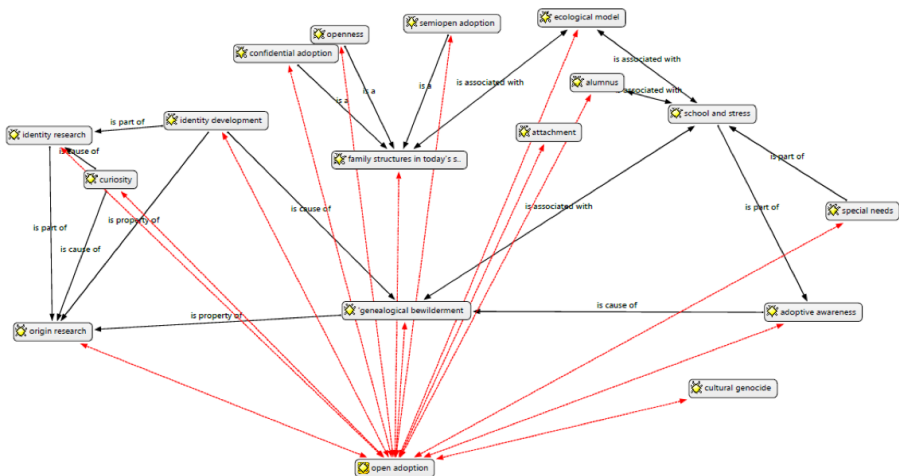 ecological model
semiopen adoption
openness
confidential adoption
is associated with
alumnus
is associated with
is a
is a
is a
school and stress
identity development
is part of
identity research
attachment
is cause of
family structures in today's s..
is part of
curiosity
is cause of
is associated with
is part of
special needs
is property of
is part of
is cause of
is cause of
'genealogical bewilderment
adoptive awareness
is property of
origin research
cultural genocide
open adoption